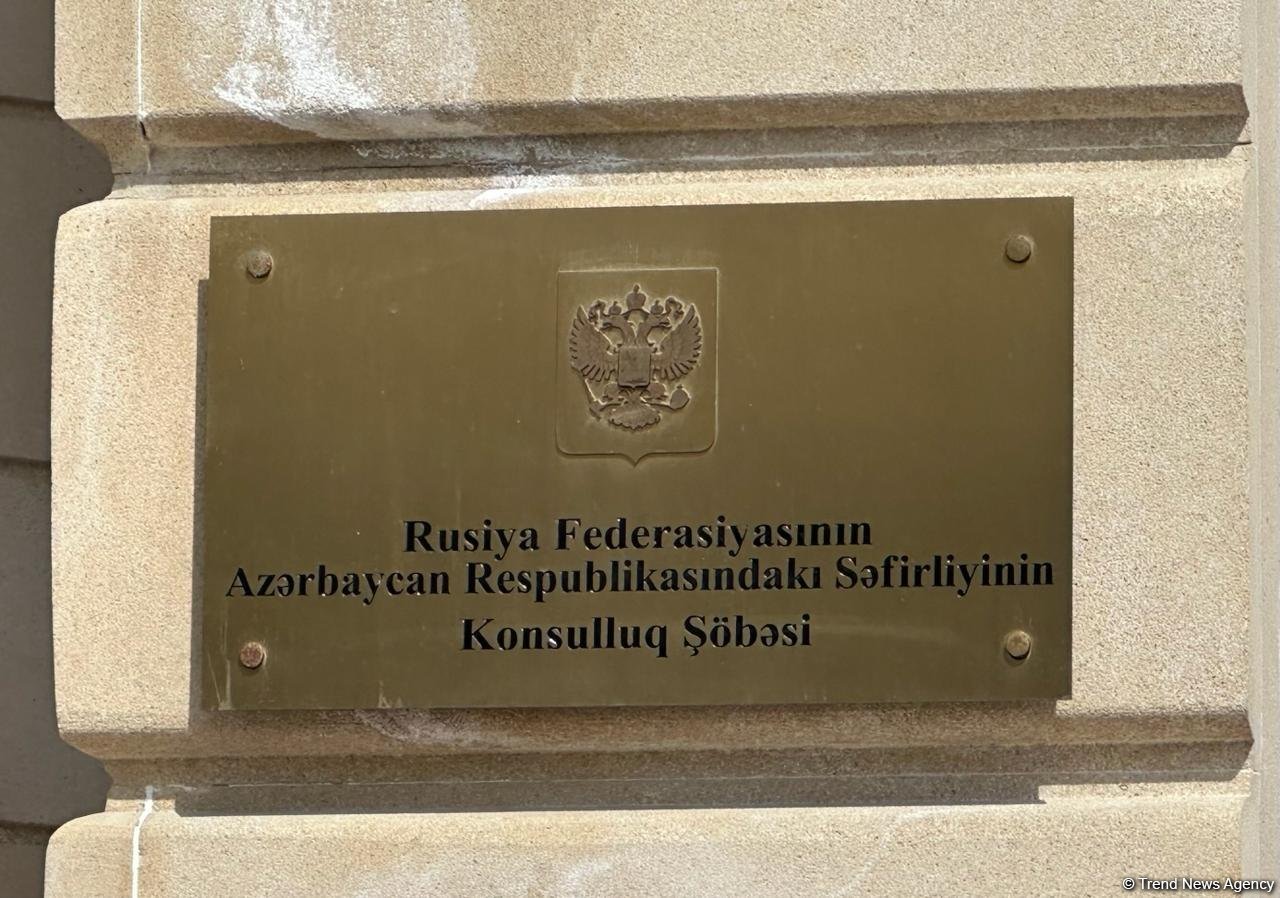 Rusiya Federasiyasının
Azərbaycan Respublikasındakı Səfirliyinin
Konsulluq Şöbəsi
© Trend News Agency